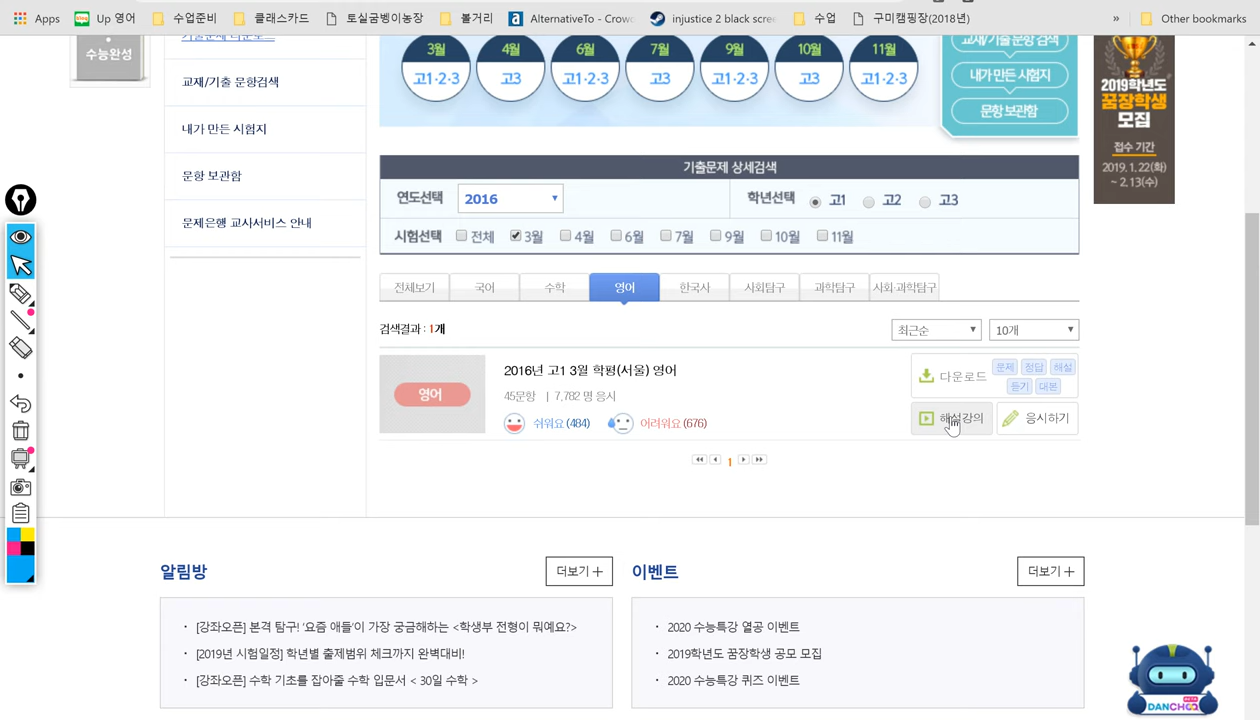 Apps
Up 영어
수업준비
클래스카드
토실굼벵이농장
볼거리
AlternativeTo - Crow
injustice 2 black scree
수업
구미캠핑장(2018년)
»
Other bookmarks
수능완성
기출문제 다운로드
교재/기출 문항검색
내가 만든 시험지
문항 보관함
문제은행 교사서비스 안내
3월
4월
6월
7월
9월
10월
11월
고1·2·3
고3
고1·2·3
고3
고1·2·3
고3
고1·2·3
교재/기출 문항 검색
내가 만든 시험지
문항 보관함
2019학년도
꿈장학생
모집
접수 기간
2019. 1. 22(화)
~ 2.13(수)
기출문제 상세검색
연도선택
2016
학년선택
고1
고2
고3
시험선택
전체
3월
4월
6월
7월
9월
10월
11월
전체보기
국어
수학
영어
한국사
사회탐구
과학탐구
사회·과학탐구
검색결과 : 1개
최근순
10개
영어
2016년 고1 3월 학평(서울) 영어
45문항 | 7,782 명 응시
쉬워요 (484)
어려워요 (676)
다운로드
문제
정답
해설
듣기
대본
해설강의
응시하기
1
알림방
더보기 +
· [강좌오픈] 본격 탐구! '요즘 애들'이 가장 궁금해하는 <학생부 전형이 뭐예요?>
· [2019년 시험일정] 학년별 출제범위 체크까지 완벽대비!
· [강좌오픈] 수학 기초를 잡아줄 수학 입문서 < 30일 수학 >
이벤트
더보기 +
· 2020 수능특강 열공 이벤트
· 2019학년도 꿈장학생 공모 모집
· 2020 수능특강 퀴즈 이벤트
DANCHOO
BETA